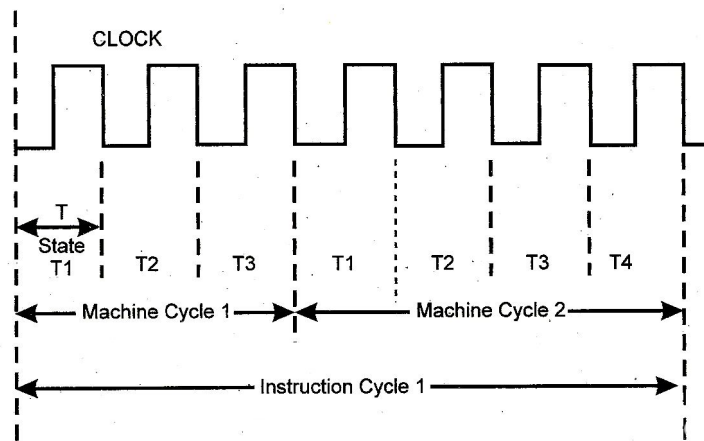 CLOCK
T
State
T1
T2
T3
T1
T2
T3
T4
Machine Cycle 1
Machine Cycle 2
Instruction Cycle 1